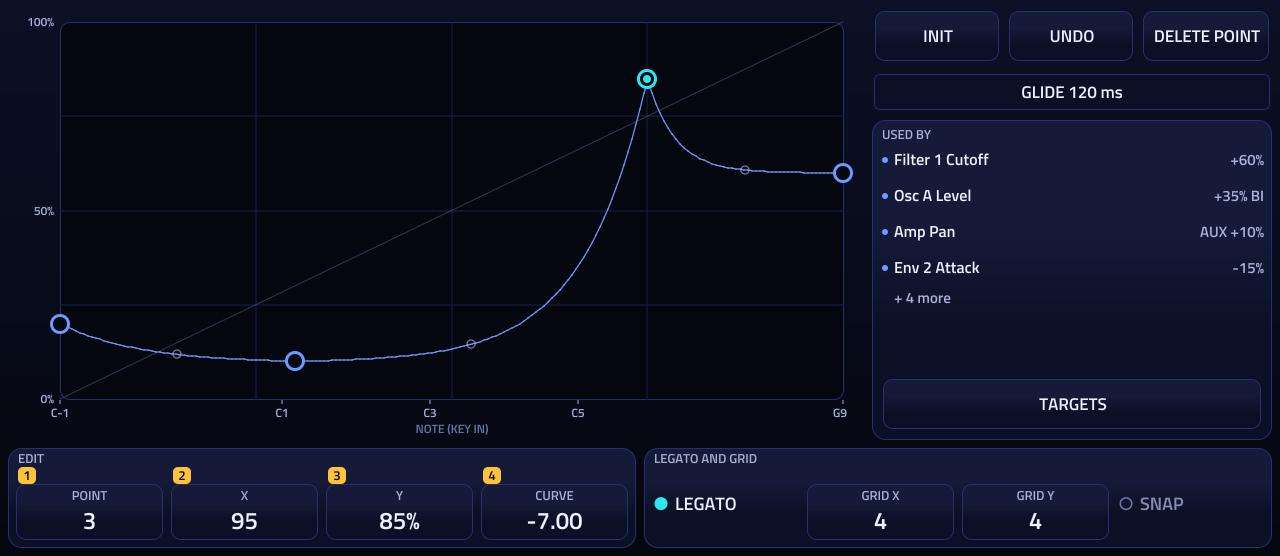 100%
50%
0%
C-1 C1 C3 C5 G9
NOTE (KEY IN)
INIT UNDO DELETE POINT
GLIDE 120 ms
USED BY
Filter 1 Cutoff +60%
Osc A Level +35% BI
Amp Pan AUX +10%
Env 2 Attack -15%
+ 4 more
TARGETS
EDIT
1 2 3 4
POINT X Y CURVE
3 95 85% -7.00
LEGATO AND GRID
LEGATO
GRID X GRID Y
4 4
SNAP